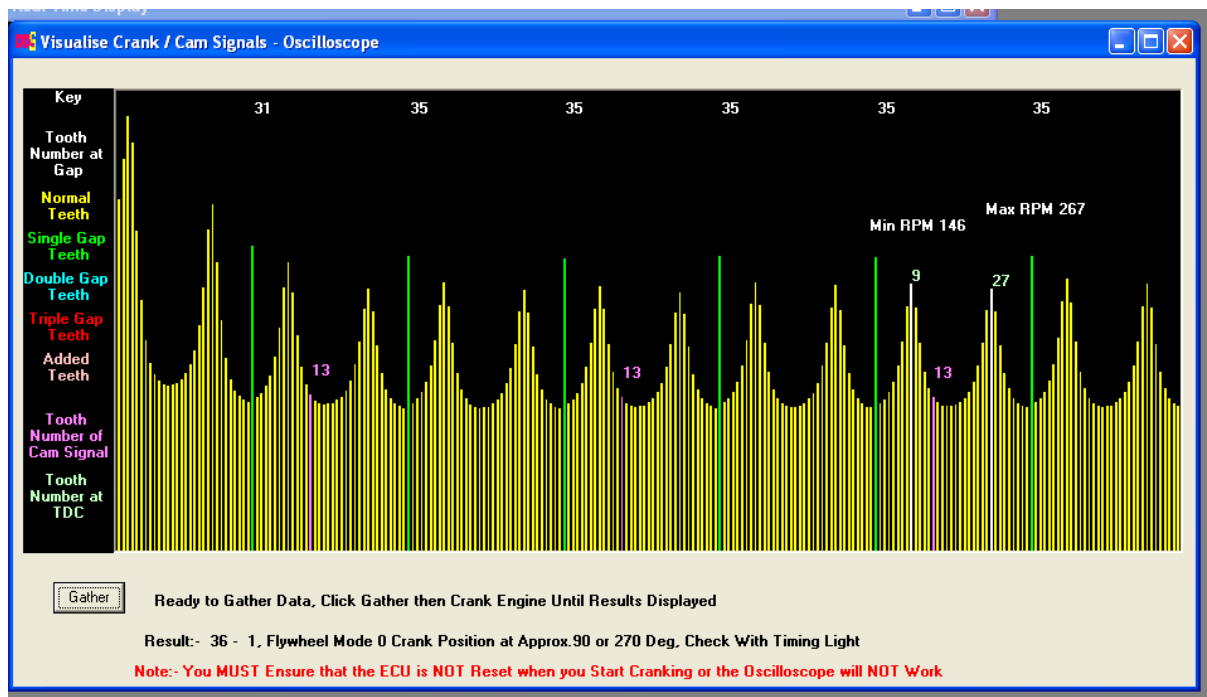 Visualise Crank / Cam Signals - Oscilloscope
Key
31 35 35 35 35 35
Tooth
Number at
Gap
Normal
Teeth
Single Gap
Teeth
Double Gap
Teeth
Triple Gap
Teeth
Added
Teeth
Tooth
Number of
Cam Signal
Tooth
Number at
TDC
Max RPM 267
Min RPM 146
9 27
13 13 13
Gather
Ready to Gather Data, Click Gather then Crank Engine Until Results Displayed
Result:- 36 - 1, Flywheel Mode 0 Crank Position at Approx.90 or 270 Deg, Check With Timing Light
Note:- You MUST Ensure that the ECU is NOT Reset when you Start Cranking or the Oscilloscope will NOT Work